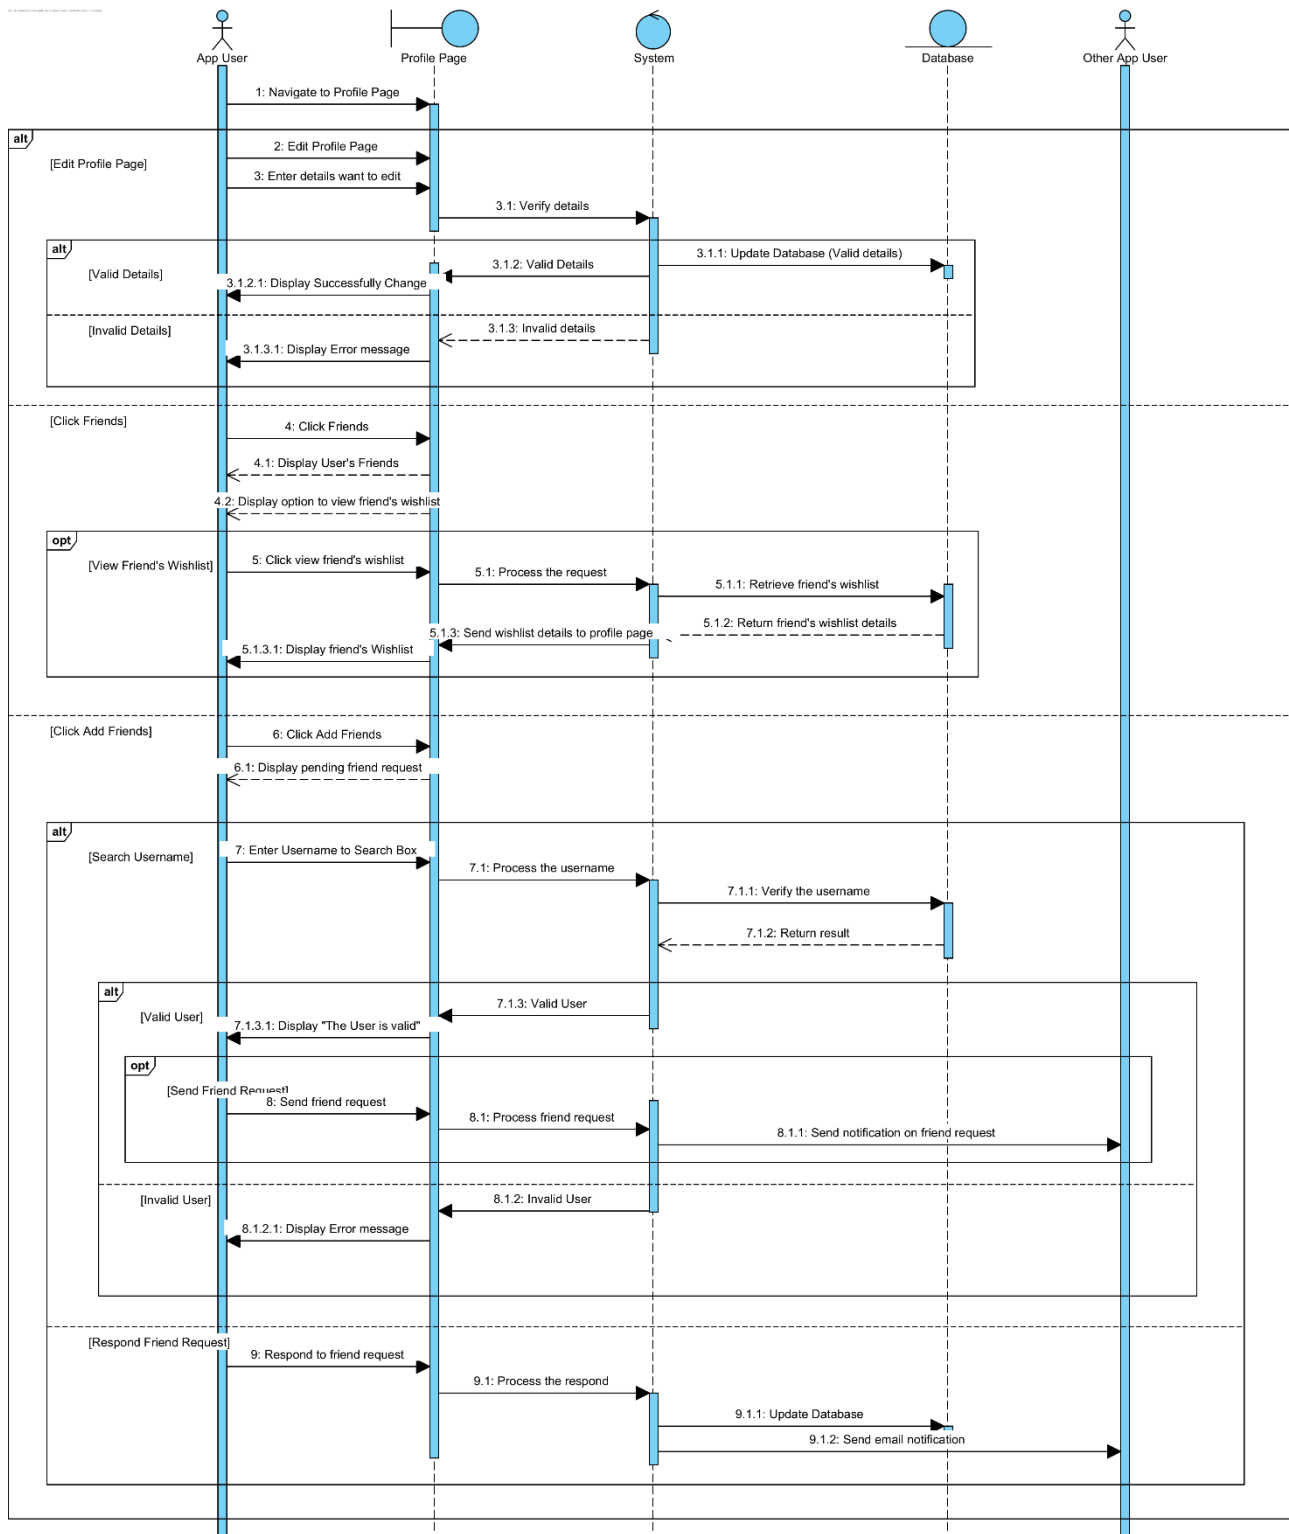 App User
Profile Page
System
Database
Other App User
1: Navigate to Profile Page
alt
[Edit Profile Page]
2: Edit Profile Page
3: Enter details want to edit
3.1: Verify details
alt
[Valid Details]
3.1.1: Update Database (Valid details)
3.1.2: Valid Details
3.1.2.1: Display Successfully Change
[Invalid Details]
3.1.3: Invalid details
3.1.3.1: Display Error message
[Click Friends]
4: Click Friends
4.1: Display User's Friends
4.2: Display option to view friend's wishlist
opt
[View Friend's Wishlist]
5: Click view friend's wishlist
5.1: Process the request
5.1.1: Retrieve friend's wishlist
5.1.2: Return friend's wishlist details
5.1.3: Send wishlist details to profile page
5.1.3.1: Display friend's Wishlist
[Click Add Friends]
6: Click Add Friends
6.1: Display pending friend request
alt
[Search Username]
7: Enter Username to Search Box
7.1: Process the username
7.1.1: Verify the username
7.1.2: Return result
alt
[Valid User]
7.1.3: Valid User
7.1.3.1: Display "The User is valid"
opt
[Send Friend Request]
8: Send friend request
8.1: Process friend request
8.1.1: Send notification on friend request
[Invalid User]
8.1.2: Invalid User
8.1.2.1: Display Error message
[Respond Friend Request]
9: Respond to friend request
9.1: Process the respond
9.1.1: Update Database
9.1.2: Send email notification